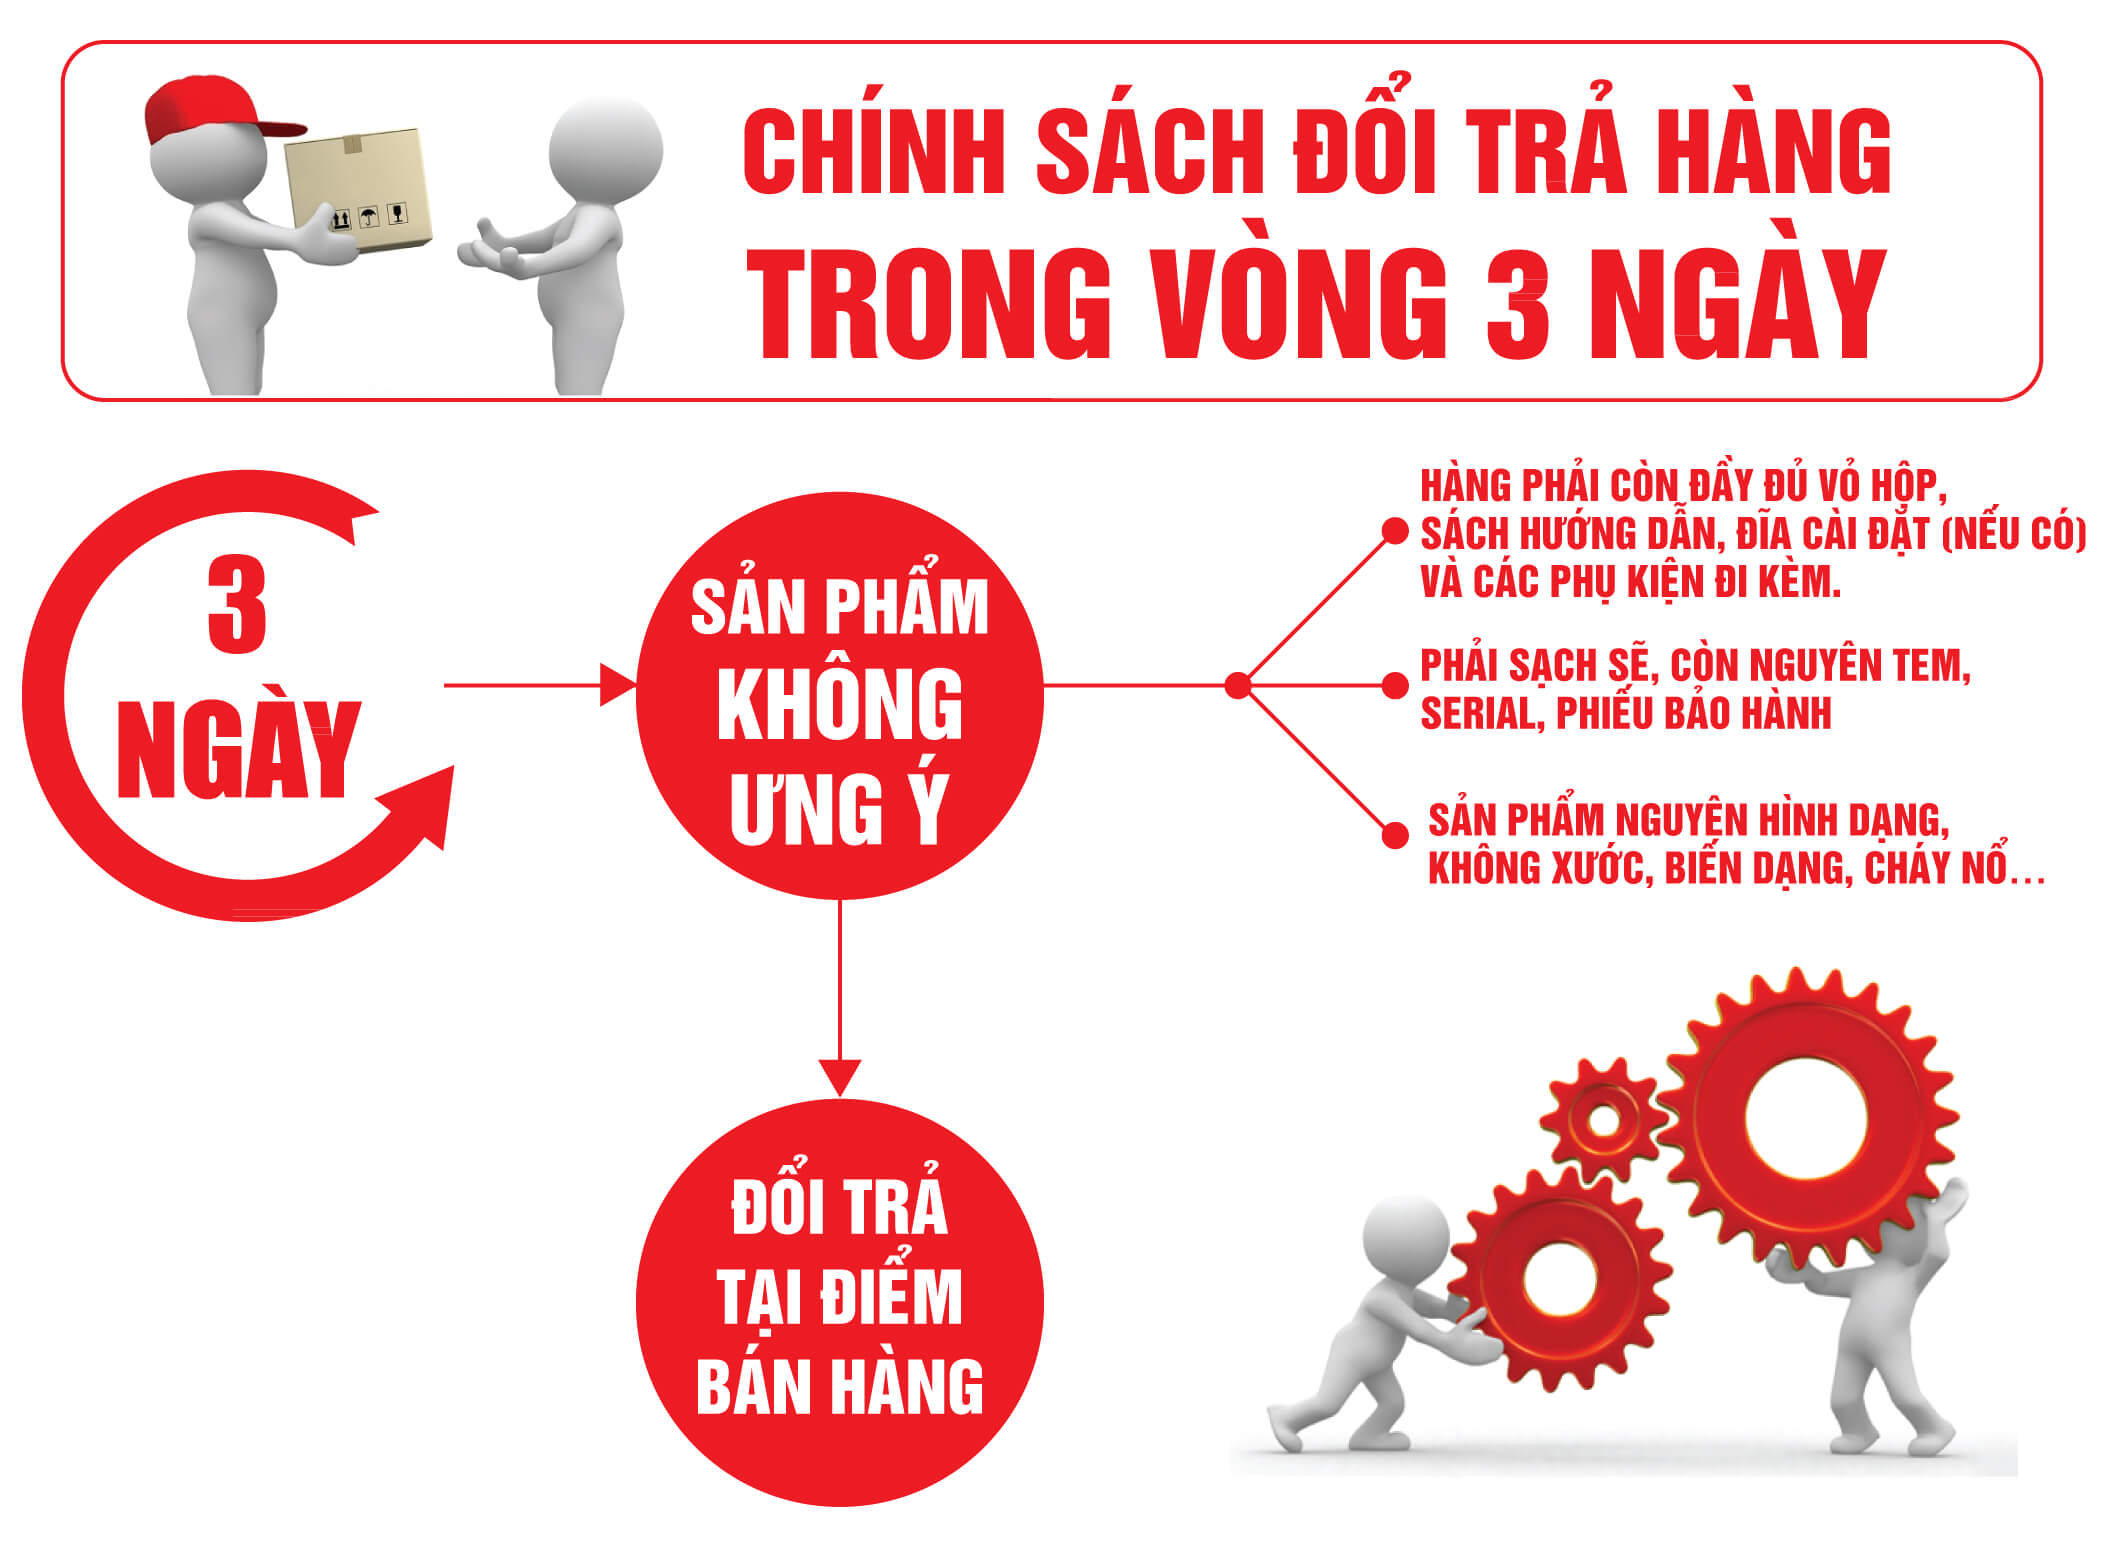 CHÍNH SÁCH ĐỔI TRẢ HÀNG
TRONG VÒNG 3 NGÀY
3
NGÀY
SẢN PHẨM
KHÔNG
ƯNG Ý
HÀNG PHẢI CÒN ĐẦY ĐỦ VỎ HỘP,
SÁCH HƯỚNG DẪN, ĐĨA CÀI ĐẶT (NẾU CÓ)
VÀ CÁC PHỤ KIỆN ĐI KÈM.
PHẢI SẠCH SẼ, CÒN NGUYÊN TEM,
SERIAL, PHIẾU BẢO HÀNH
SẢN PHẨM NGUYÊN HÌNH DẠNG,
KHÔNG XƯỚC, BIẾN DẠNG, CHÁY NỔ...
ĐỔI TRẢ
TẠI ĐIỂM
BÁN HÀNG